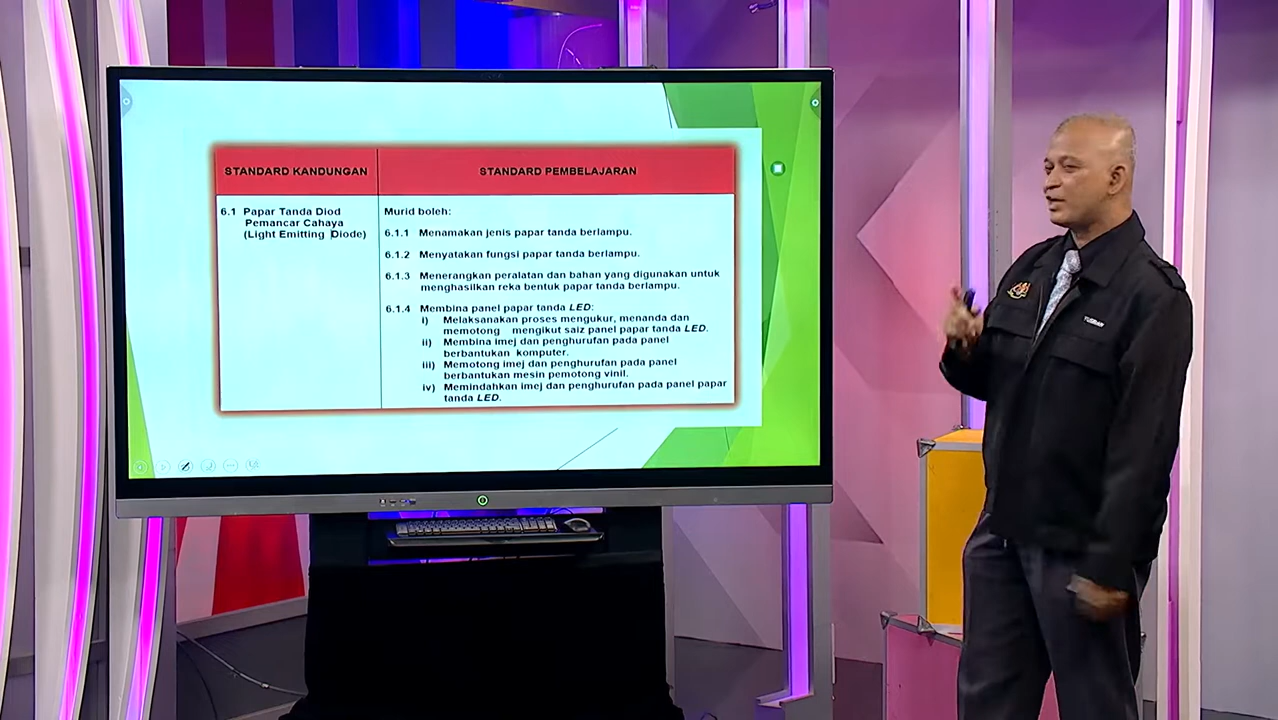 STANDARD KANDUNGAN
STANDARD PEMBELAJARAN
6.1 Papar Tanda Diod
Pemancar Cahaya
(Light Emitting Diode)
Murid boleh:
6.1.1 Menamakan jenis papar tanda berlampu.
6.1.2 Menyatakan fungsi papar tanda berlampu.
6.1.3 Menerangkan peralatan dan bahan yang digunakan untuk
menghasilkan reka bentuk papar tanda berlampu.
6.1.4 Membina panel papar tanda LED:
i) Melaksanakan proses mengukur, menanda dan
memotong mengikut saiz panel papar tanda LED.
ii) Membina imej dan penghurufan pada panel
berbantukan komputer.
iii) Memotong imej dan penghurufan pada panel
berbantukan mesin pemotong vinil.
iv) Memindahkan imej dan penghurufan pada panel papar
tanda LED.